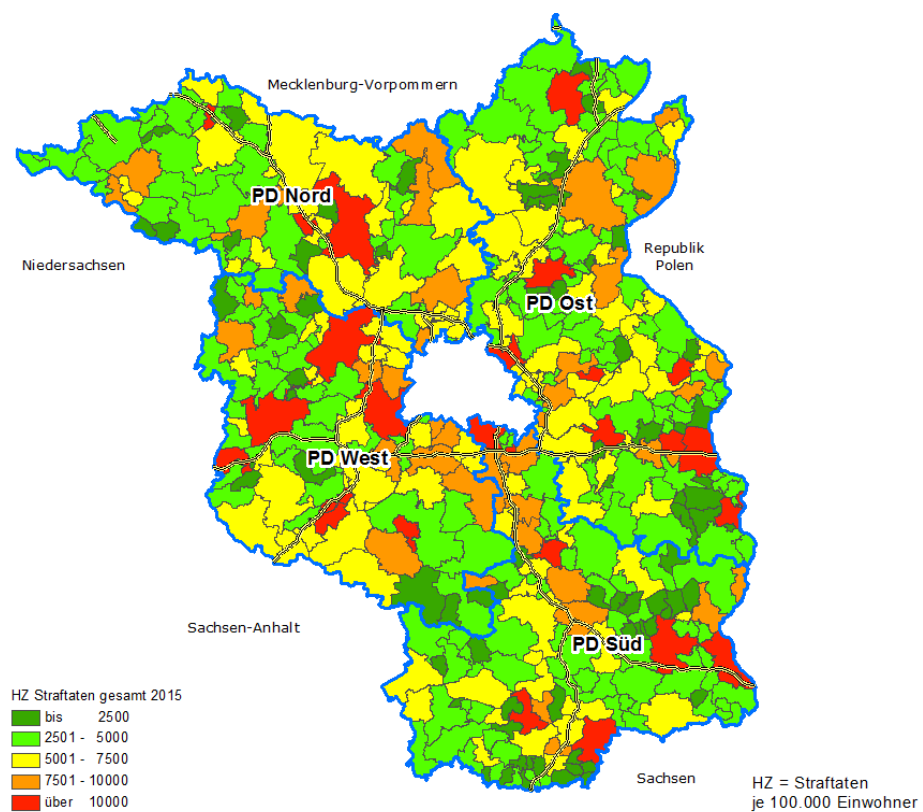 Mecklenburg-Vorpommern
PD Nord
Niedersachsen
Republik
Polen
PD Ost
PD West
Sachsen-Anhalt
PD Süd
HZ Straftaten gesamt 2015
bis 2500
2501 - 5000
5001 - 7500
7501 - 10000
über 10000
Sachsen
HZ = Straftaten
je 100.000 Einwohner